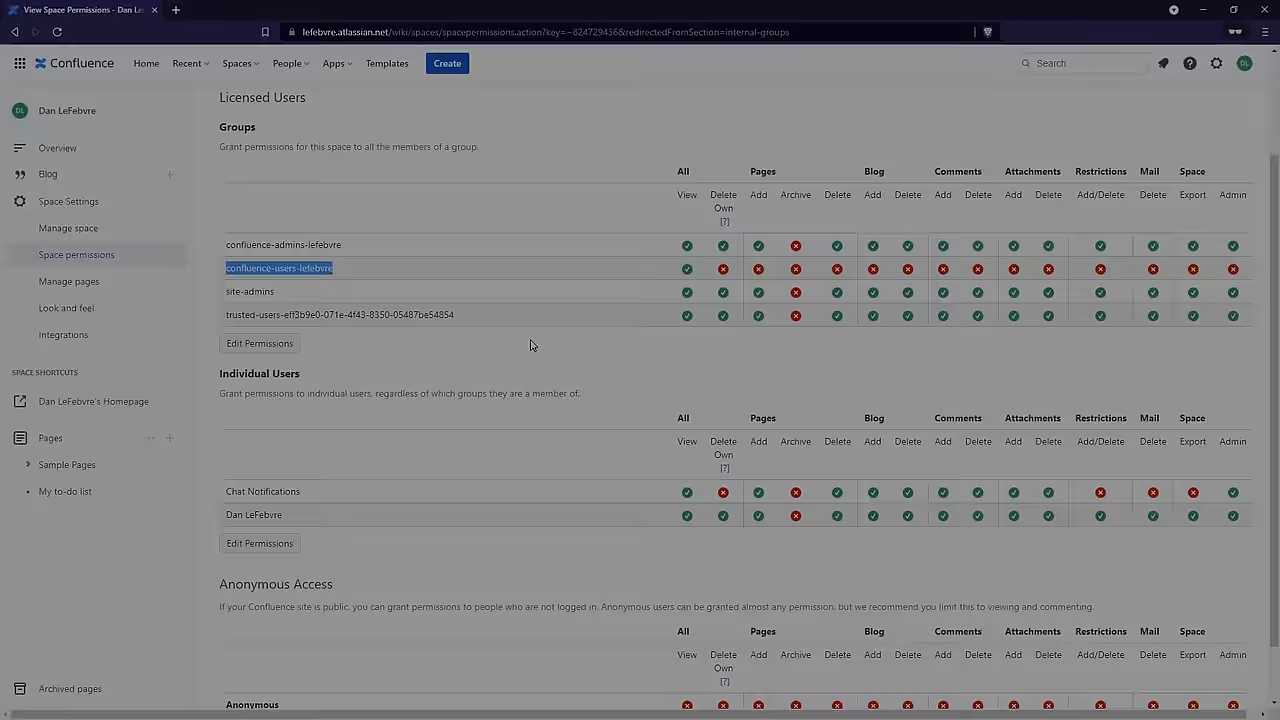 View Space Permissions - Dan Le
lefebvre.atlassian.net/wiki/spaces/spacepermissions.action?key=~824729436&redirectedFromSection=internal-groups
Confluence Home Recent Spaces People Apps Templates Create Search DL
DL Dan LeFebvre
Overview
Blog
Space Settings
Manage space
Space permissions
Manage pages
Look and feel
Integrations
SPACE SHORTCUTS
Dan LeFebvre's Homepage
Pages
Sample Pages
My to-do list
Archived pages
Licensed Users
Groups
Grant permissions for this space to all the members of a group.
All Pages Blog Comments Attachments Restrictions Mail Space
View Delete Own [?] Add Archive Delete Add Delete Add Delete Add Delete Add/Delete Delete Export Admin
confluence-admins-lefebvre
confluence-users-lefebvre
site-admins
trusted-users-eff3b9e0-071e-4f43-8350-05487be54854
Edit Permissions
Individual Users
Grant permissions to individual users, regardless of which groups they are a member of.
All Pages Blog Comments Attachments Restrictions Mail Space
View Delete Own [?] Add Archive Delete Add Delete Add Delete Add Delete Add/Delete Delete Export Admin
Chat Notifications
Dan LeFebvre
Edit Permissions
Anonymous Access
If your Confluence site is public, you can grant permissions to people who are not logged in. Anonymous users can be granted almost any permission, but we recommend you limit this to viewing and commenting.
All Pages Blog Comments Attachments Restrictions Mail Space
View Delete Own [?] Add Archive Delete Add Delete Add Delete Add Delete Add/Delete Delete Export Admin
Anonymous